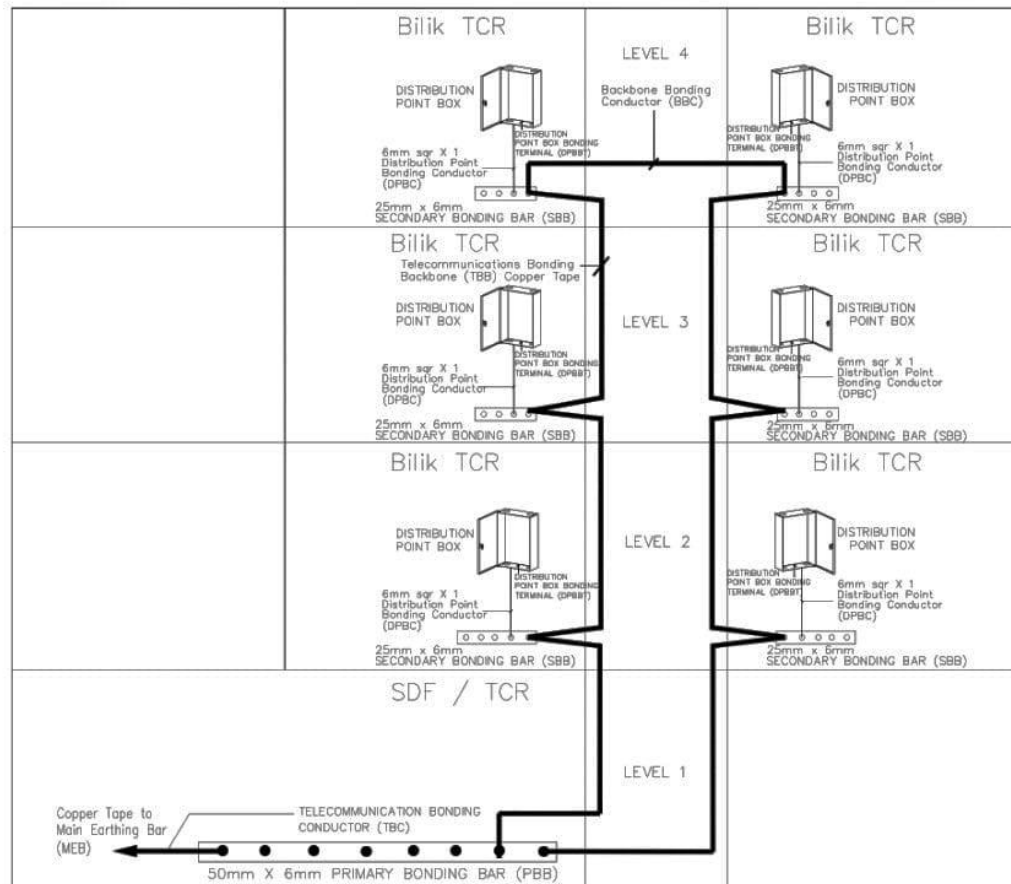 Bilik TCR
LEVEL 4
Bilik TCR
DISTRIBUTION
POINT BOX
Backbone Bonding
Conductor (BBC)
DISTRIBUTION
POINT BOX
DISTRIBUTION
POINT BOX BONDING
TERMINAL (DPBBT)
6mm sqr X 1
Distribution Point
Bonding Conductor
(DPBC)
DISTRIBUTION
POINT BOX BONDING
TERMINAL (DPBBT)
6mm sqr X 1
Distribution Point
Bonding Conductor
(DPBC)
25mm x 6mm
SECONDARY BONDING BAR (SBB)
25mm x 6mm
SECONDARY BONDING BAR (SBB)
Bilik TCR
Bilik TCR
Telecommunications Bonding
Backbone (TBB) Copper Tape
DISTRIBUTION
POINT BOX
LEVEL 3
DISTRIBUTION
POINT BOX
DISTRIBUTION
POINT BOX BONDING
TERMINAL (DPBBT)
6mm sqr X 1
Distribution Point
Bonding Conductor
(DPBC)
DISTRIBUTION
POINT BOX BONDING
TERMINAL (DPBBT)
6mm sqr X 1
Distribution Point
Bonding Conductor
(DPBC)
25mm x 6mm
SECONDARY BONDING BAR (SBB)
25mm x 6mm
SECONDARY BONDING BAR (SBB)
Bilik TCR
Bilik TCR
DISTRIBUTION
POINT BOX
LEVEL 2
DISTRIBUTION
POINT BOX
DISTRIBUTION
POINT BOX BONDING
TERMINAL (DPBBT)
6mm sqr X 1
Distribution Point
Bonding Conductor
(DPBC)
DISTRIBUTION
POINT BOX BONDING
TERMINAL (DPBBT)
6mm sqr X 1
Distribution Point
Bonding Conductor
(DPBC)
25mm x 6mm
SECONDARY BONDING BAR (SBB)
25mm x 6mm
SECONDARY BONDING BAR (SBB)
SDF / TCR
LEVEL 1
Copper Tape to
Main Earthing Bar
(MEB)
TELECOMMUNICATION BONDING
CONDUCTOR (TBC)
50mm X 6mm PRIMARY BONDING BAR (PBB)